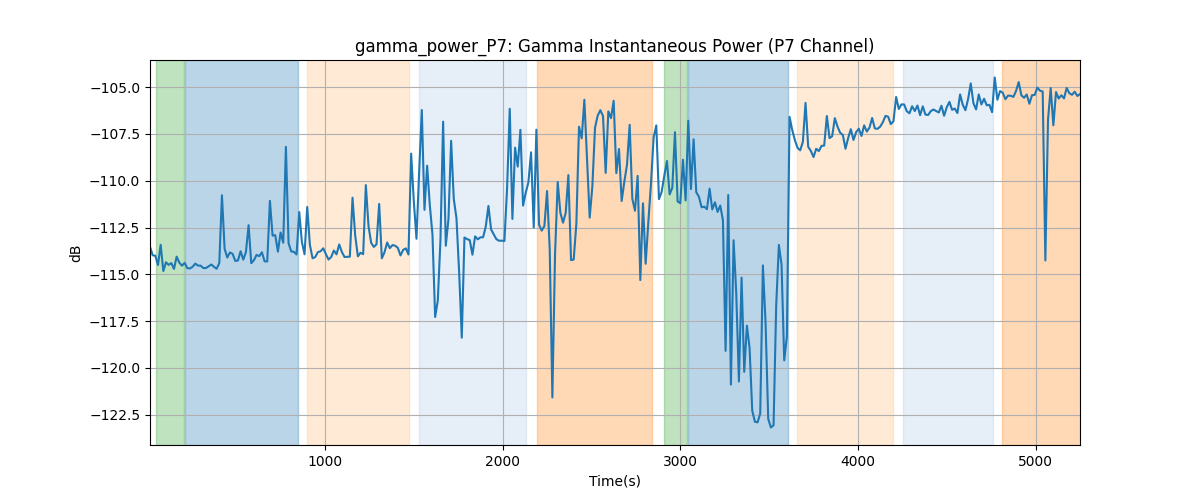 gamma_power_P7: Gamma Instantaneous Power (P7 Channel)
−105.0
−107.5
−110.0
−112.5
−115.0
−117.5
−120.0
−122.5
dB
1000 2000 3000 4000 5000
Time(s)